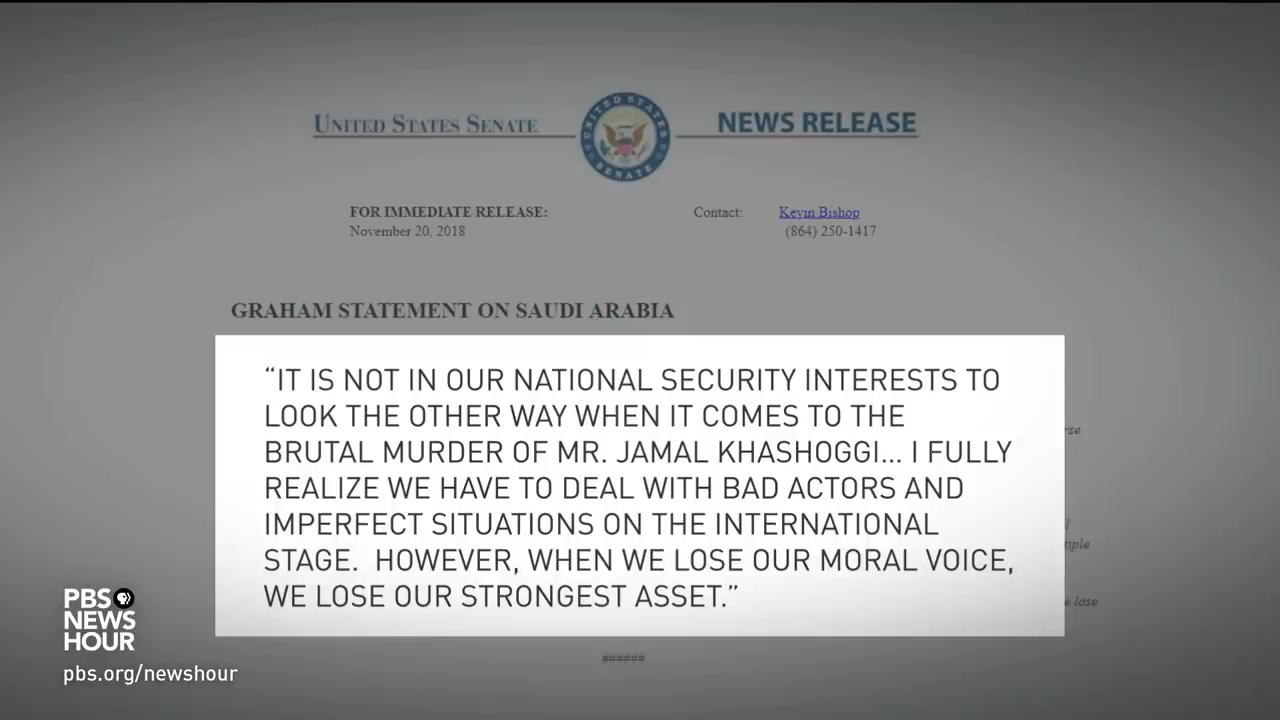 UNITED STATES SENATE
UNITED STATES
SENATE
NEWS RELEASE
FOR IMMEDIATE RELEASE:
Contact: Kevin Bishop
November 20, 2018
(864) 250-1417
GRAHAM STATEMENT ON SAUDI ARABIA
“IT IS NOT IN OUR NATIONAL SECURITY INTERESTS TO
LOOK THE OTHER WAY WHEN IT COMES TO THE
BRUTAL MURDER OF MR. JAMAL KHASHOGGI... I FULLY
REALIZE WE HAVE TO DEAL WITH BAD ACTORS AND
IMPERFECT SITUATIONS ON THE INTERNATIONAL
STAGE.  HOWEVER, WHEN WE LOSE OUR MORAL VOICE,
WE LOSE OUR STRONGEST ASSET.”
lose
######
PBS
NEWS
HOUR
pbs.org/newshour